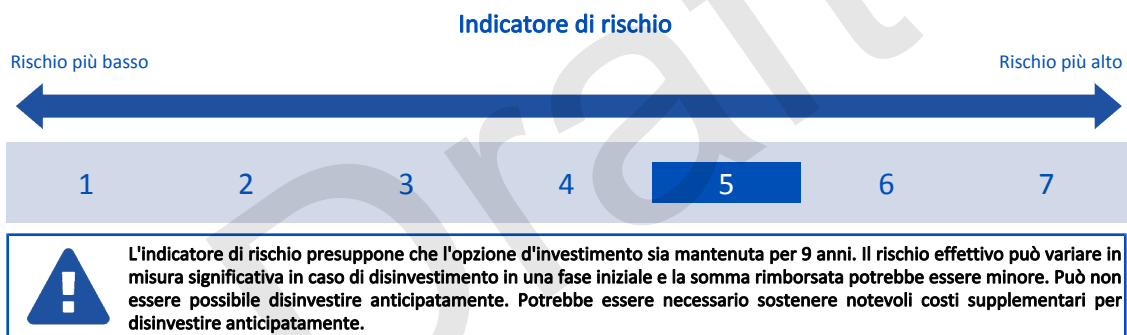 Indicatore di rischio
Rischio più basso
Rischio più alto
1 2 3 4 5 6 7
L'indicatore di rischio presuppone che l'opzione d'investimento sia mantenuta per 9 anni. Il rischio effettivo può variare in
misura significativa in caso di disinvestimento in una fase iniziale e la somma rimborsata potrebbe essere minore. Può non
essere possibile disinvestire anticipatamente. Potrebbe essere necessario sostenere notevoli costi supplementari per
disinvestire anticipatamente.
Draft